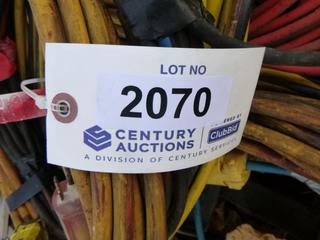 LOT NO
2070
CENTURY
AUCTIONS
ClubBid
A DIVISION OF CENTURY SERVICES